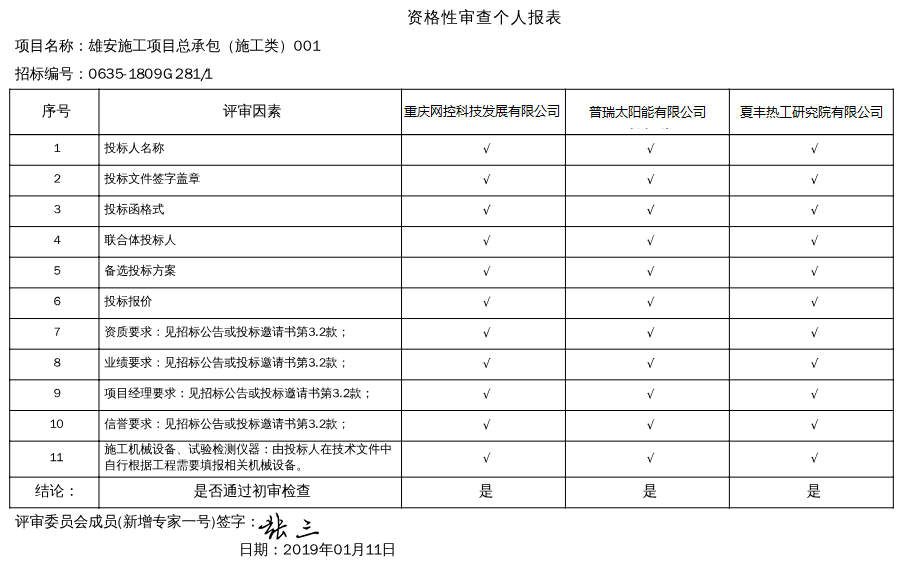 资格性审查个人报表
项目名称：雄安施工项目总承包（施工类）001
招标编号：0635-1809G281/1
序号 评审因素 重庆网控科技发展有限公司 普瑞太阳能有限公司 夏丰热工研究院有限公司
1 投标人名称 √ √ √
2 投标文件签字盖章 √ √ √
3 投标函格式 √ √ √
4 联合体投标人 √ √ √
5 备选投标方案 √ √ √
6 投标报价 √ √ √
7 资质要求：见招标公告或投标邀请书第3.2款； √ √ √
8 业绩要求：见招标公告或投标邀请书第3.2款； √ √ √
9 项目经理要求：见招标公告或投标邀请书第3.2款； √ √ √
10 信誉要求：见招标公告或投标邀请书第3.2款； √ √ √
11 施工机械设备、试验检测仪器：由投标人在技术文件中
自行根据工程需要填报相关机械设备。 √ √ √
结论： 是否通过初审检查 是 是 是
评审委员会成员(新增专家一号)签字：张三
日期：2019年01月11日